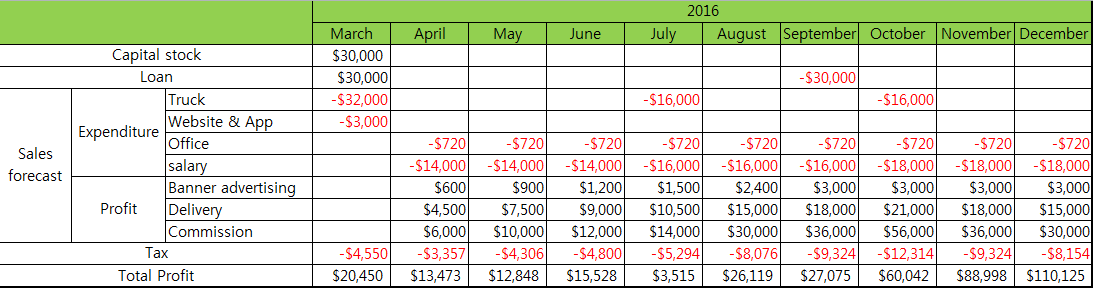 2016
March April May June July August September October November December
Capital stock $30,000
Loan $30,000 -$30,000
Sales forecast Expenditure Truck -$32,000 -$16,000 -$16,000
Website & App -$3,000
Office -$720 -$720 -$720 -$720 -$720 -$720 -$720 -$720 -$720
salary -$14,000 -$14,000 -$14,000 -$16,000 -$16,000 -$16,000 -$18,000 -$18,000 -$18,000
Profit Banner advertising $600 $900 $1,200 $1,500 $2,400 $3,000 $3,000 $3,000 $3,000
Delivery $4,500 $7,500 $9,000 $10,500 $15,000 $18,000 $21,000 $18,000 $15,000
Commission $6,000 $10,000 $12,000 $14,000 $30,000 $36,000 $56,000 $36,000 $30,000
Tax -$4,550 -$3,357 -$4,306 -$4,800 -$5,294 -$8,076 -$9,324 -$12,314 -$9,324 -$8,154
Total Profit $20,450 $13,473 $12,848 $15,528 $3,515 $26,119 $27,075 $60,042 $88,998 $110,125